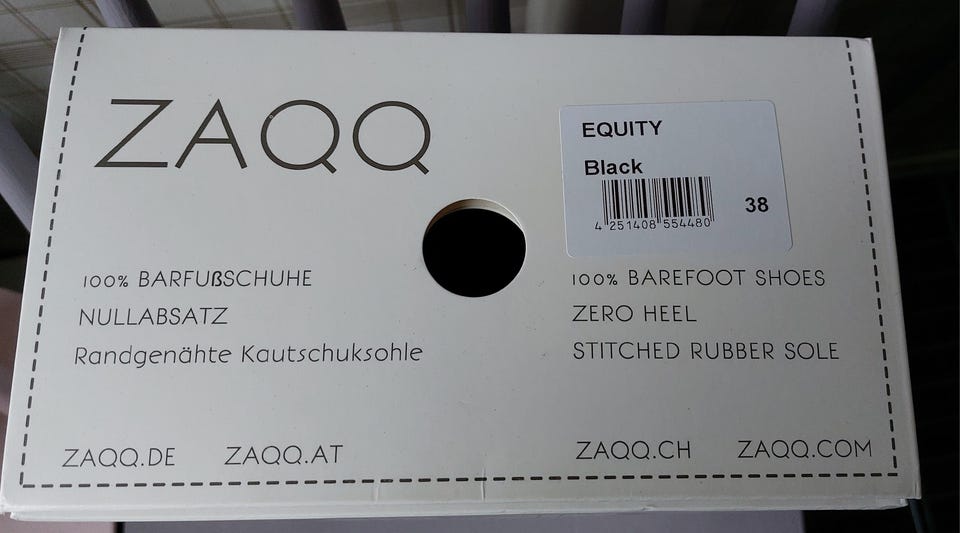 ZAQQ
EQUITY
Black
38
4 251408 554480
100% BARFUßSCHUHE
NULLABSATZ
Randgenähte Kautschuksohle
100% BAREFOOT SHOES
ZERO HEEL
STITCHED RUBBER SOLE
ZAQQ.DE ZAQQ.AT ZAQQ.CH ZAQQ.COM